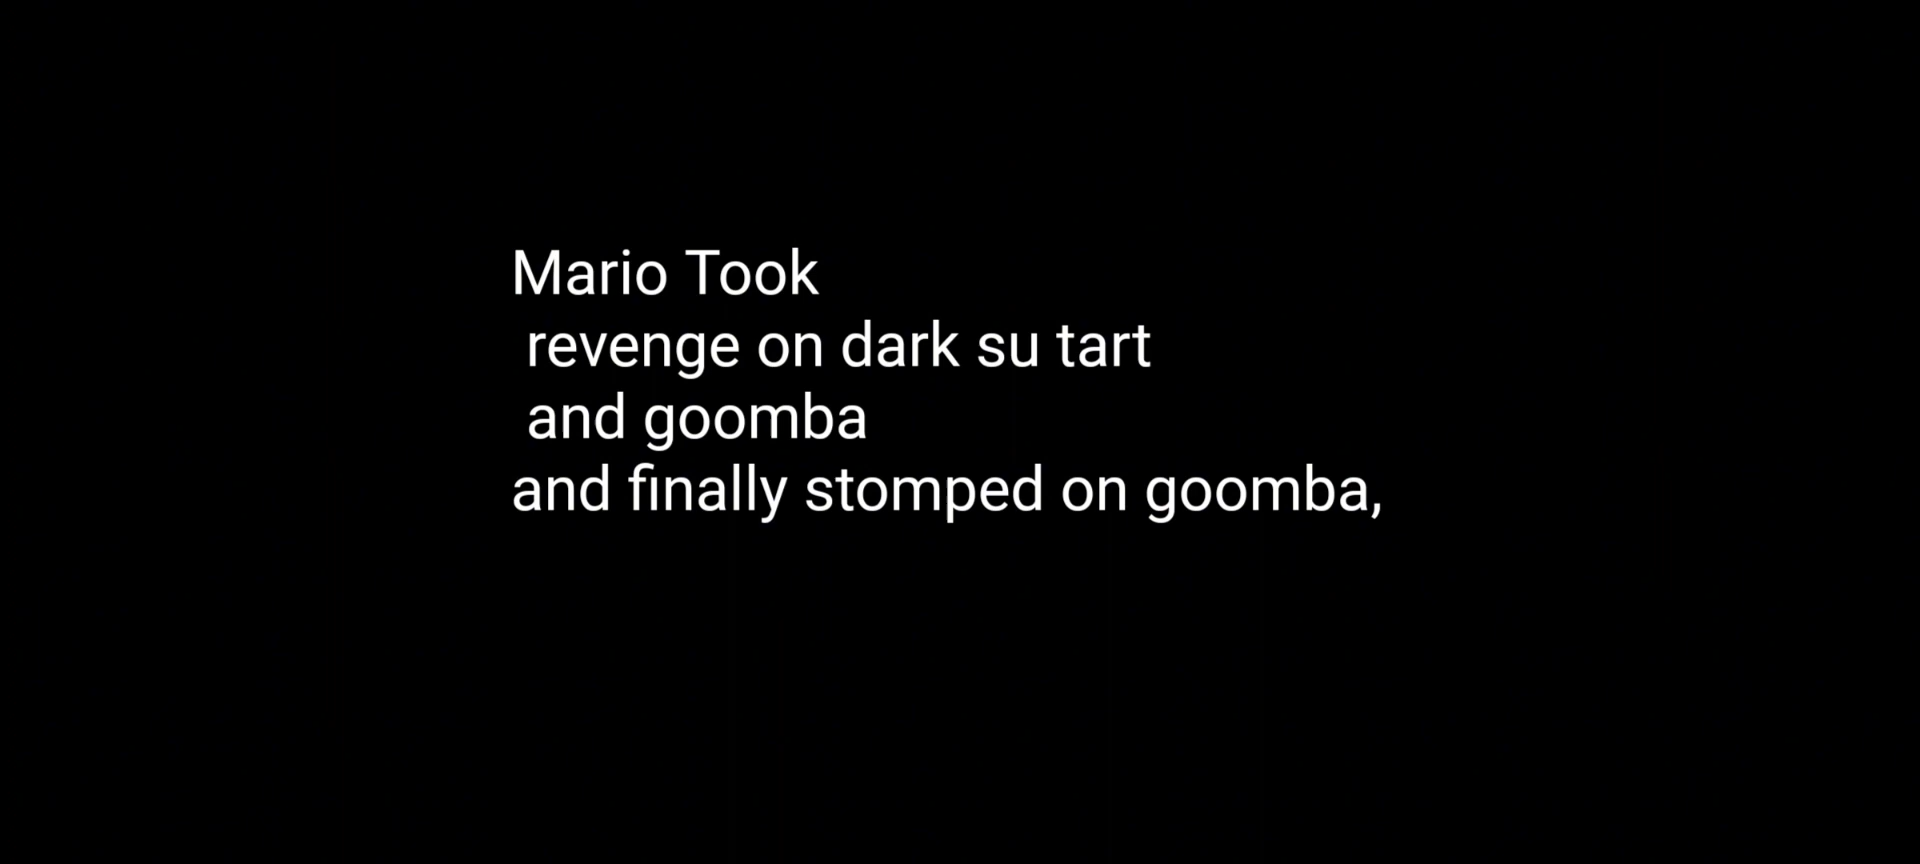 Mario Took
revenge on dark su tart
and goomba
and finally stomped on goomba,